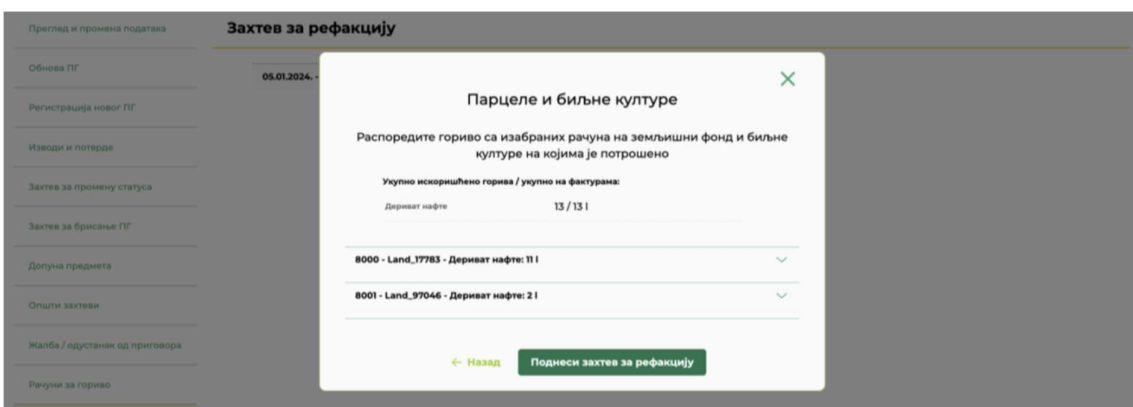 Преглед и промена података
Обнова ПГ
Регистрација новог ПГ
Изводи и потврде
Захтев за промену статуса
Захтев за брисање ПГ
Допуна предмета
Општи захтеви
Жалба / одустанак од приговора
Рачуни за гориво
Захтев за рефакцију
05.01.2024. -
Парцеле и биљне културе
Распоредите гориво са изабраних рачуна на земљишни фонд и биљне
културе на којима је потрошено
Укупно искоришћено горива / укупно на фактурама:
Дериват нафте 13 / 13 l
8000 - Land_17783 - Дериват нафте: 11 l
8001 - Land_97046 - Дериват нафте: 2 l
← Назад Поднеси захтев за рефакцију